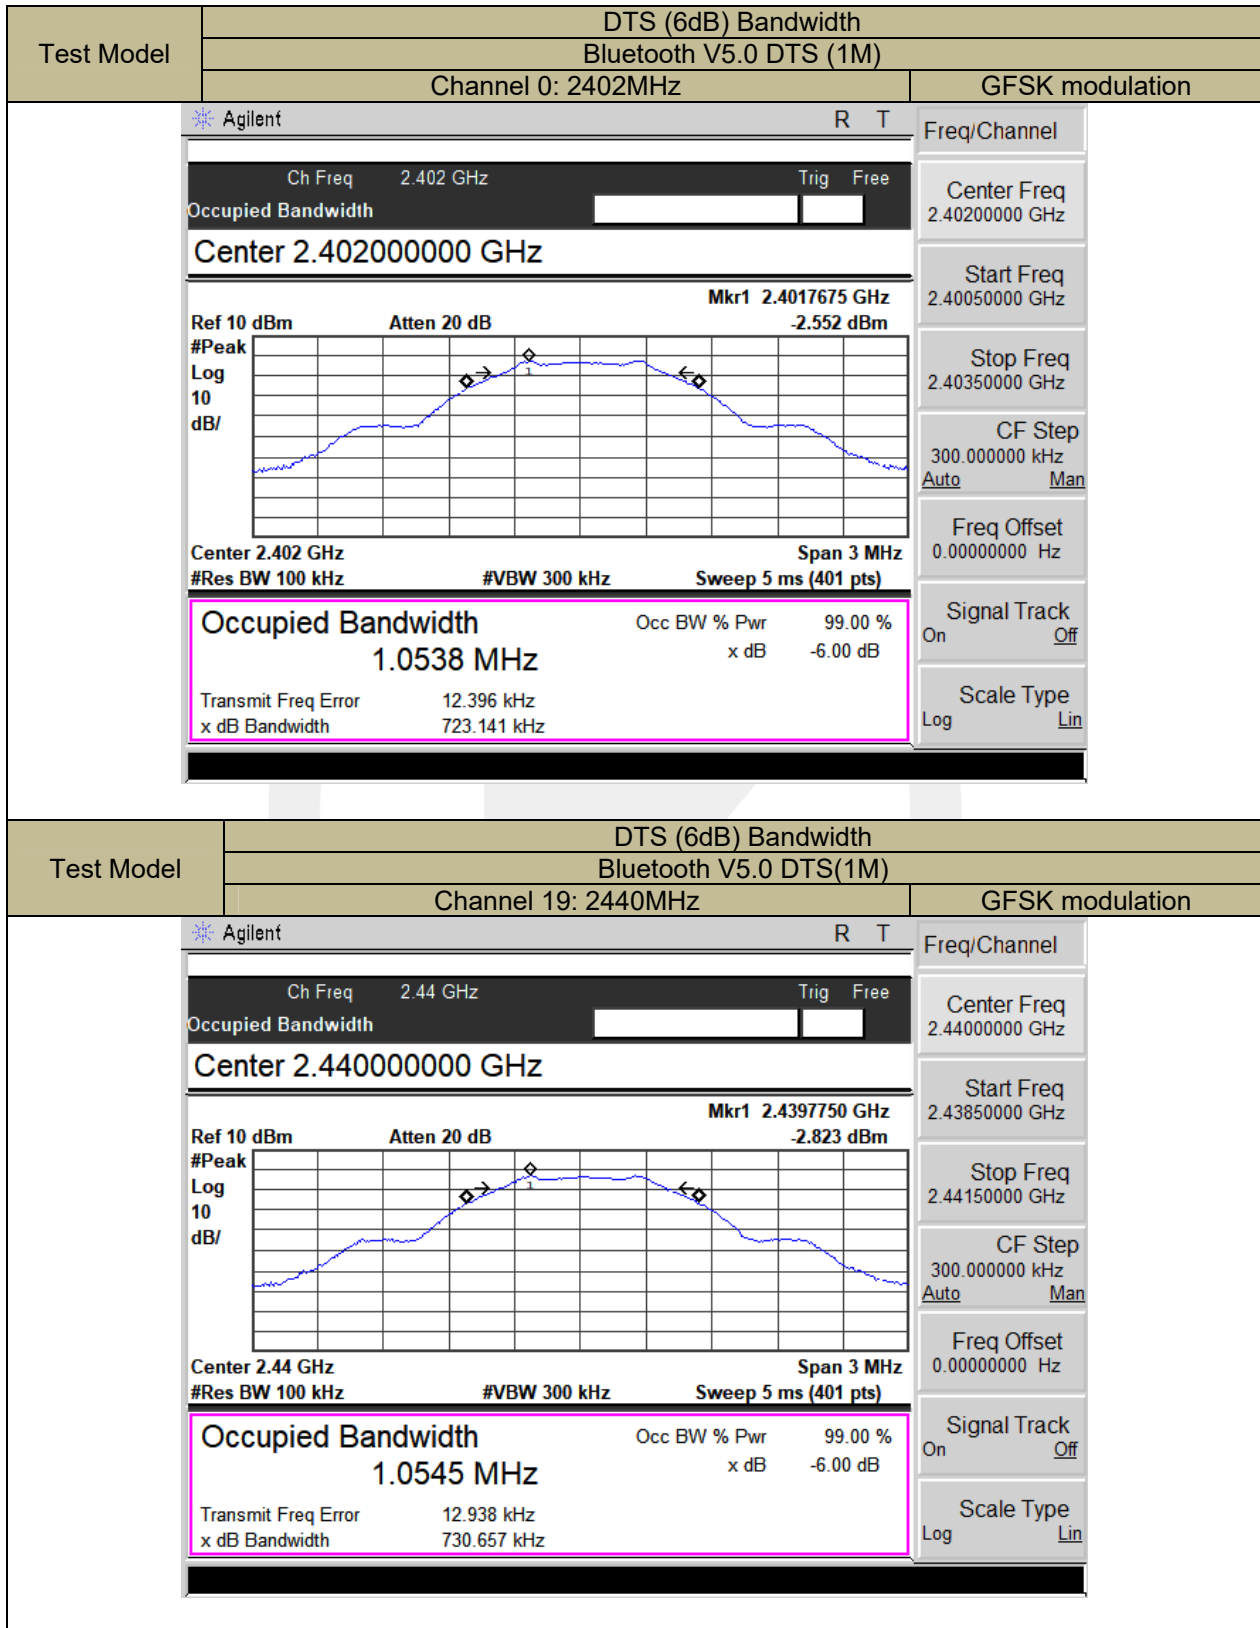 Test Model
DTS (6dB) Bandwidth
Bluetooth V5.0 DTS (1M)
Channel 0: 2402MHz GFSK modulation
Agilent R T
Freq/Channel
Ch Freq 2.402 GHz Trig Free
Occupied Bandwidth
Center 2.402000000 GHz
Mkr1 2.4017675 GHz
Ref 10 dBm Atten 20 dB -2.552 dBm
#Peak
Log
10
dB/
1
Center 2.402 GHz Span 3 MHz
#Res BW 100 kHz #VBW 300 kHz Sweep 5 ms (401 pts)
Occupied Bandwidth
1.0538 MHz
Occ BW % Pwr 99.00 %
x dB -6.00 dB
Transmit Freq Error 12.396 kHz
x dB Bandwidth 723.141 kHz
Center Freq
2.40200000 GHz
Start Freq
2.40050000 GHz
Stop Freq
2.40350000 GHz
CF Step
300.000000 kHz
Auto Man
Freq Offset
0.00000000 Hz
Signal Track
On Off
Scale Type
Log Lin
Test Model
DTS (6dB) Bandwidth
Bluetooth V5.0 DTS(1M)
Channel 19: 2440MHz GFSK modulation
Agilent R T
Freq/Channel
Ch Freq 2.44 GHz Trig Free
Occupied Bandwidth
Center 2.440000000 GHz
Mkr1 2.4397750 GHz
Ref 10 dBm Atten 20 dB -2.823 dBm
#Peak
Log
10
dB/
1
Center 2.44 GHz Span 3 MHz
#Res BW 100 kHz #VBW 300 kHz Sweep 5 ms (401 pts)
Occupied Bandwidth
1.0545 MHz
Occ BW % Pwr 99.00 %
x dB -6.00 dB
Transmit Freq Error 12.938 kHz
x dB Bandwidth 730.657 kHz
Center Freq
2.44000000 GHz
Start Freq
2.43850000 GHz
Stop Freq
2.44150000 GHz
CF Step
300.000000 kHz
Auto Man
Freq Offset
0.00000000 Hz
Signal Track
On Off
Scale Type
Log Lin